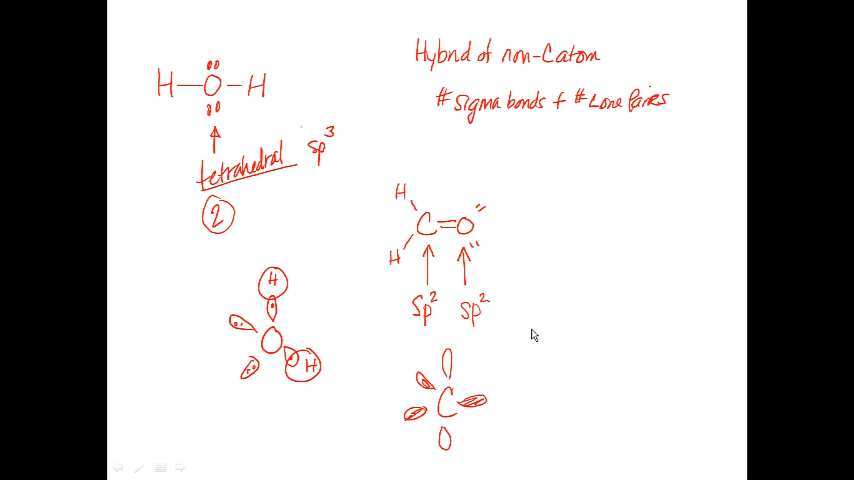 H—O—H
tetrahedral sp³
2
Hybrid of non-C atom
# Sigma bonds + # Lone Pairs
H
C=O
H
Sp² Sp²
H
O
H
C